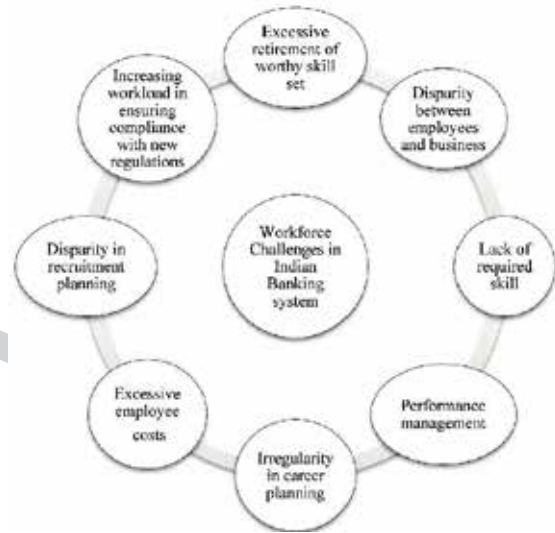 Excessive
retirement of
worthy skill
set
Disparity
between
employees
and business
Lack of
required
skill
Performance
management
Irregularity
in career
planning
Excessive
employee
costs
Disparity in
recruitment
planning
Increasing
workload in
ensuring
compliance
with new
regulations
Workforce
Challenges in
Indian
Banking
system